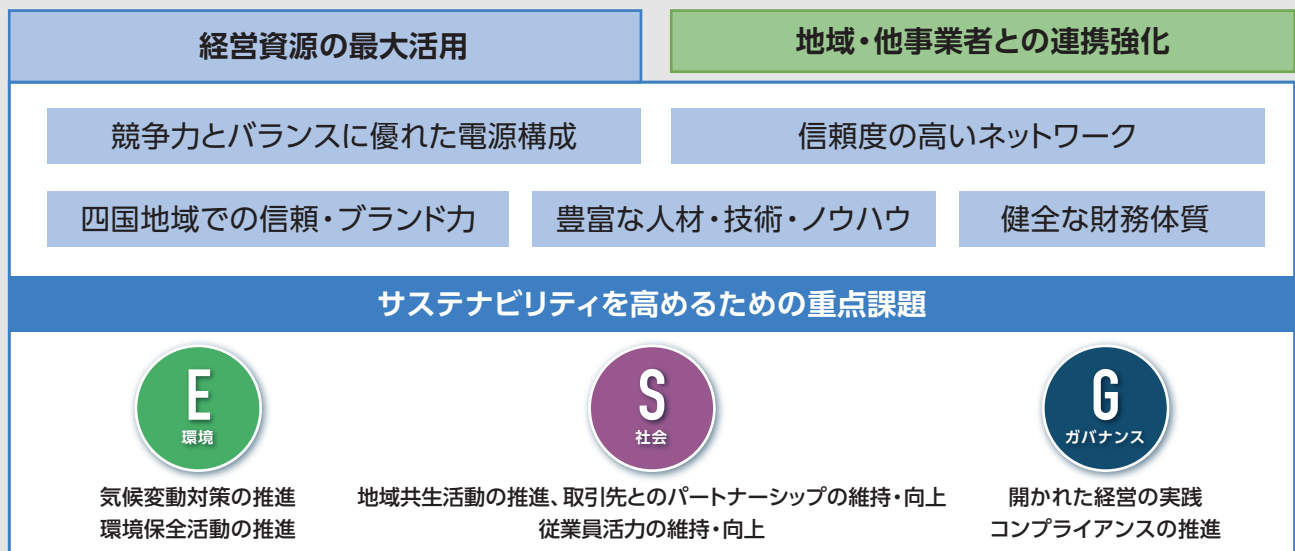 経営資源の最大活用
地域・他事業者との連携強化
競争力とバランスに優れた電源構成
信頼度の高いネットワーク
四国地域での信頼・ブランド力
豊富な人材・技術・ノウハウ
健全な財務体質
サステナビリティを高めるための重点課題
E
環境
気候変動対策の推進
環境保全活動の推進
S
社会
地域共生活動の推進、取引先とのパートナーシップの維持・向上
従業員活力の維持・向上
G
ガバナンス
開かれた経営の実践
コンプライアンスの推進